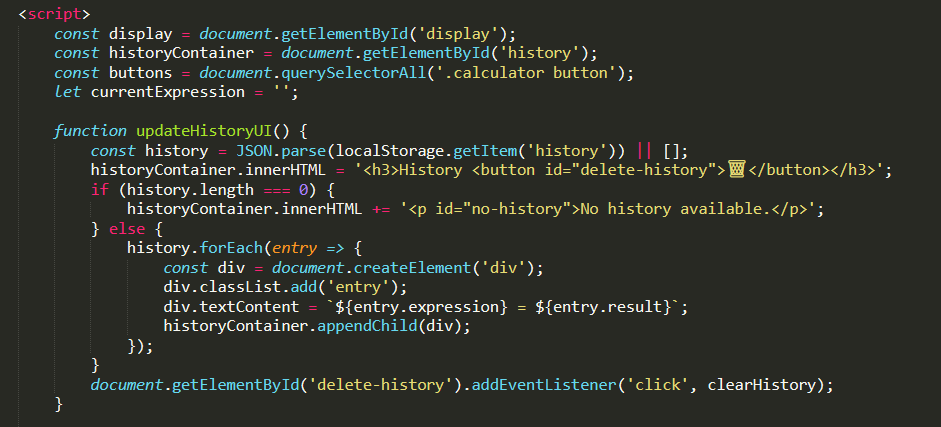 <script>
    const display = document.getElementById('display');
    const historyContainer = document.getElementById('history');
    const buttons = document.querySelectorAll('.calculator button');
    let currentExpression = '';

    function updateHistoryUI() {
        const history = JSON.parse(localStorage.getItem('history')) || [];
        historyContainer.innerHTML = '<h3>History <button id="delete-history">🗑️</button></h3>';
        if (history.length === 0) {
            historyContainer.innerHTML += '<p id="no-history">No history available.</p>';
        } else {
            history.forEach(entry => {
                const div = document.createElement('div');
                div.classList.add('entry');
                div.textContent = `${entry.expression} = ${entry.result}`;
                historyContainer.appendChild(div);
            });
        }
        document.getElementById('delete-history').addEventListener('click', clearHistory);
    }